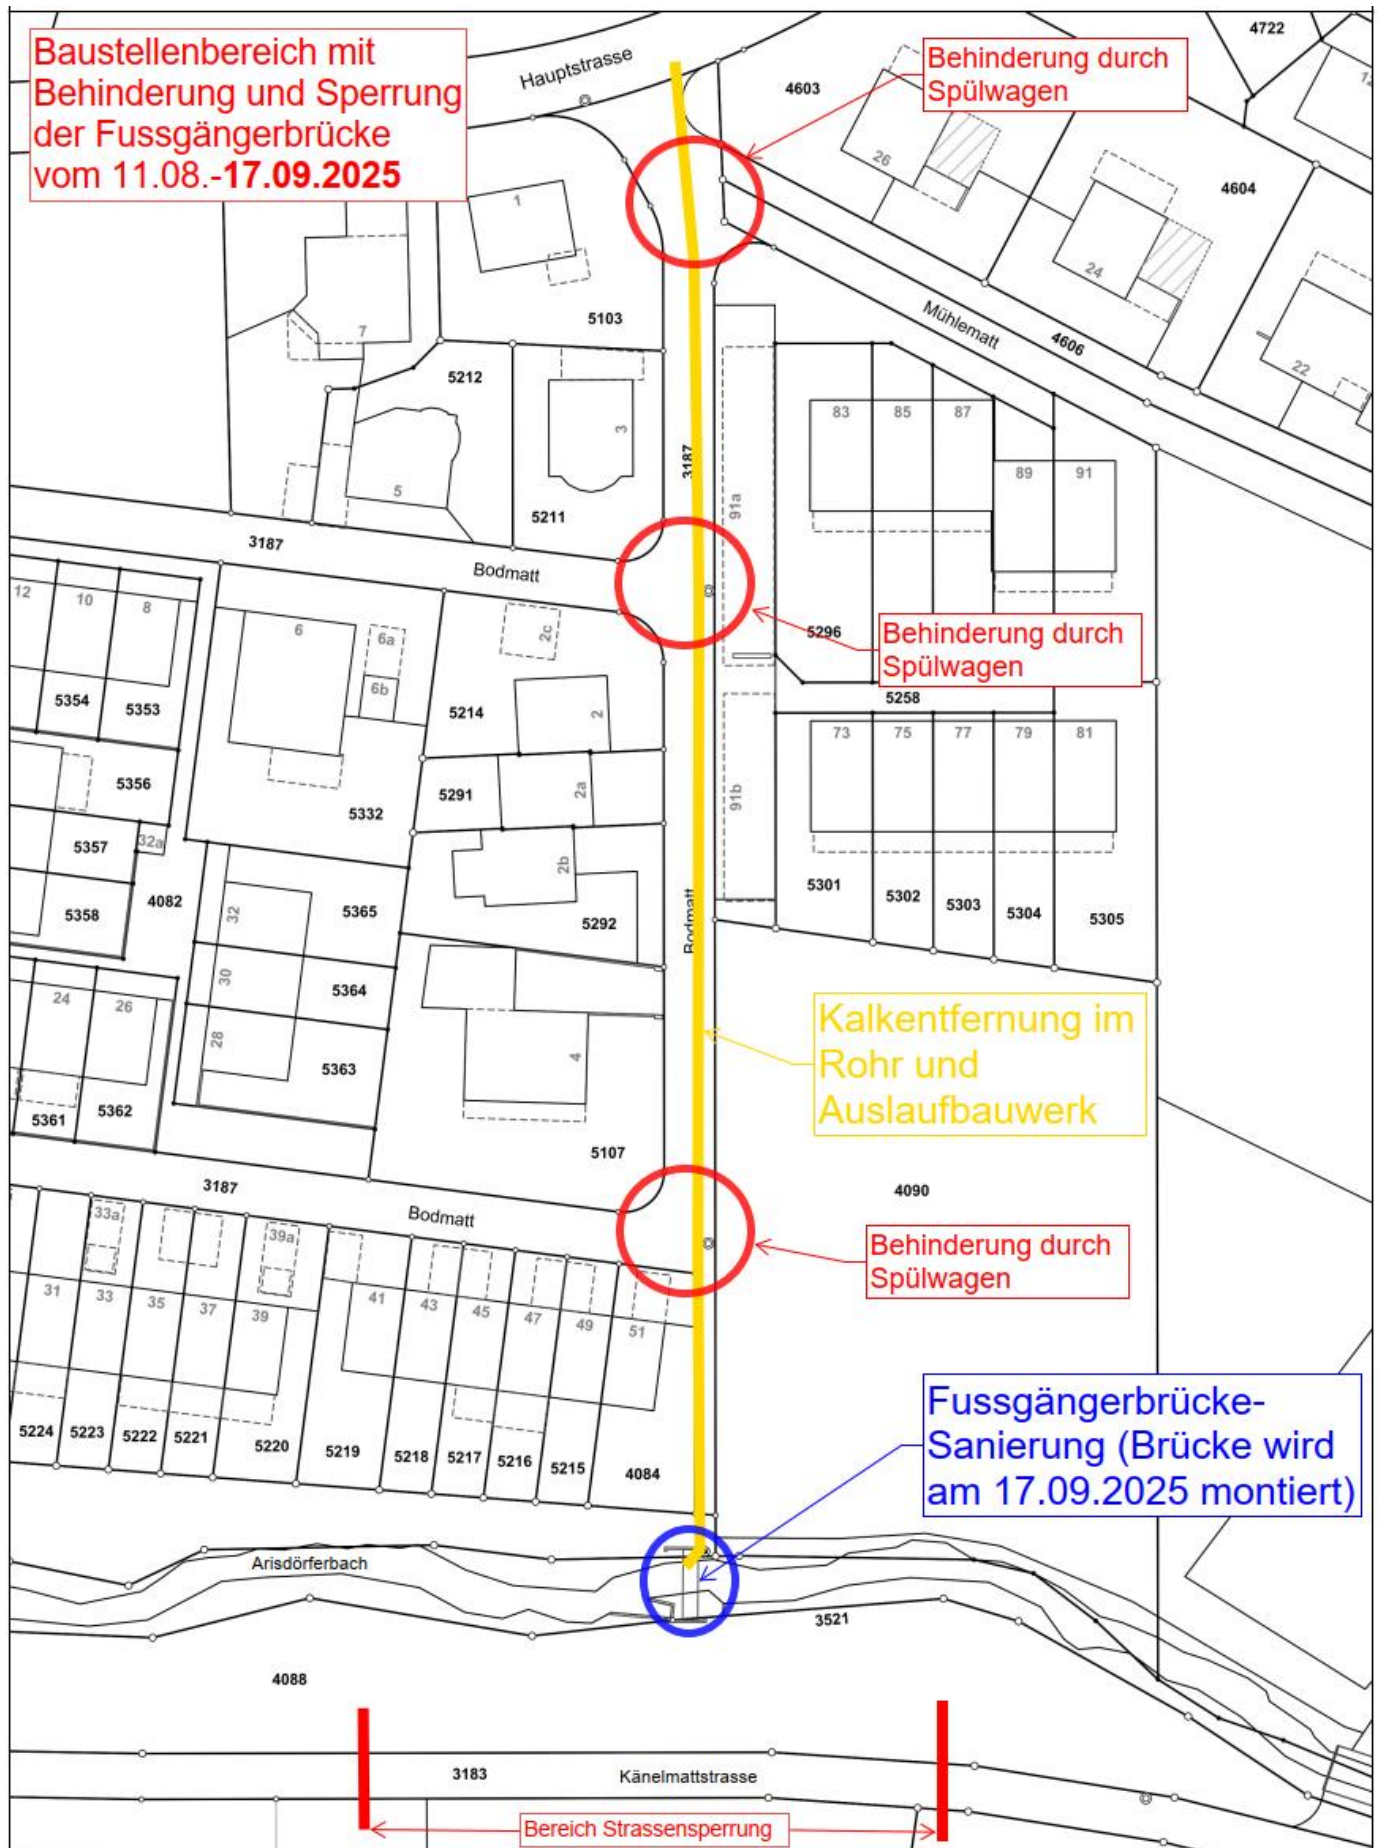 Baustellenbereich mit
Behinderung und Sperrung
der Fussgängerbrücke
vom 11.08.-17.09.2025
Hauptstrasse
Behinderung durch
Spülwagen
4722
12
4603
26
4604
24
22
1
7
5103
Mühlematt
4606
5212
3
5
5211
3187
91a
83
85
87
89
91
3187
Bodmatt
5296
Behinderung durch
Spülwagen
5258
12
10
8
6
6a
6b
2c
5354
5353
5214
2
73
75
77
79
81
5356
5332
5291
2a
91b
5357
32a
2b
5358
4082
32
5365
5292
Bodmatt
5301
5302
5303
5304
5305
24
26
30
5364
28
5363
4
5361
5362
5107
Kalkentfernung im
Rohr und
Auslaufbauwerk
3187
Bodmatt
4090
33a
39a
Behinderung durch
Spülwagen
31
33
35
37
39
41
43
45
47
49
51
5224
5223
5222
5221
5220
5219
5218
5217
5216
5215
4084
Fussgängerbrücke-
Sanierung (Brücke wird
am 17.09.2025 montiert)
Arisdörferbach
3521
4088
3183
Känelmattstrasse
Bereich Strassensperrung